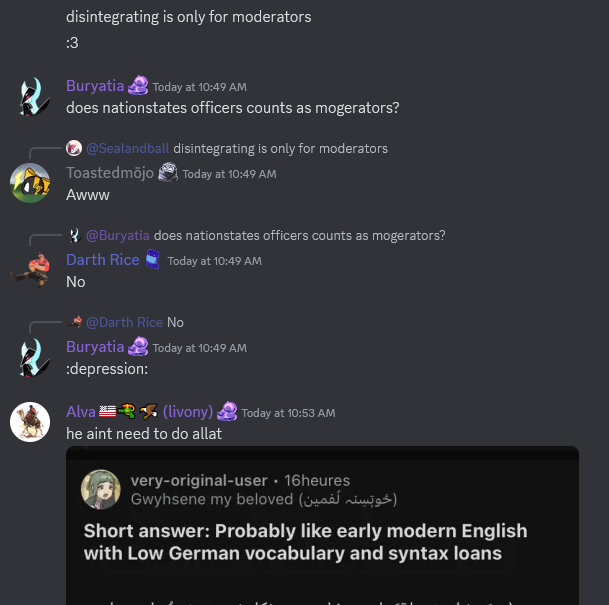 disintegrating is only for moderators
:3
Buryatia Today at 10:49 AM
does nationstates officers counts as mogerators?
@Sealandball disintegrating is only for moderators
Toastedmöjo Today at 10:49 AM
Awww
@Buryatia does nationstates officers counts as mogerators?
Darth Rice Today at 10:49 AM
No
@Darth Rice No
Buryatia Today at 10:49 AM
:depression:
Alva (livony) Today at 10:53 AM
he aint need to do allat
very-original-user • 16heures
Gwyhsene my beloved
Short answer: Probably like early modern English
with Low German vocabulary and syntax loans